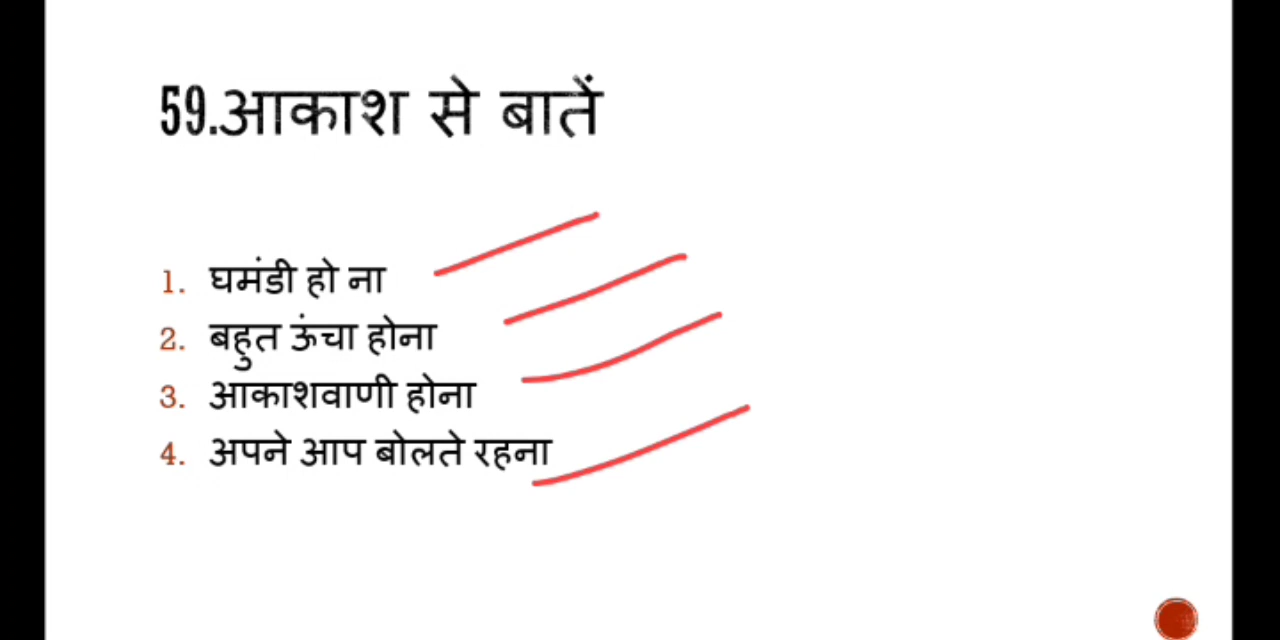 59.आकाश से बातें
1. घमंडी हो ना
2. बहुत ऊंचा होना
3. आकाशवाणी होना
4. अपने आप बोलते रहना